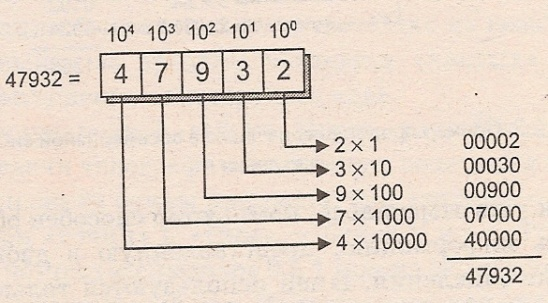 10⁴ 10³ 10² 10¹ 10⁰
47932 = 4 7 9 3 2
2 × 1 00002
3 × 10 00030
9 × 100 00900
7 × 1000 07000
4 × 10000 40000
47932